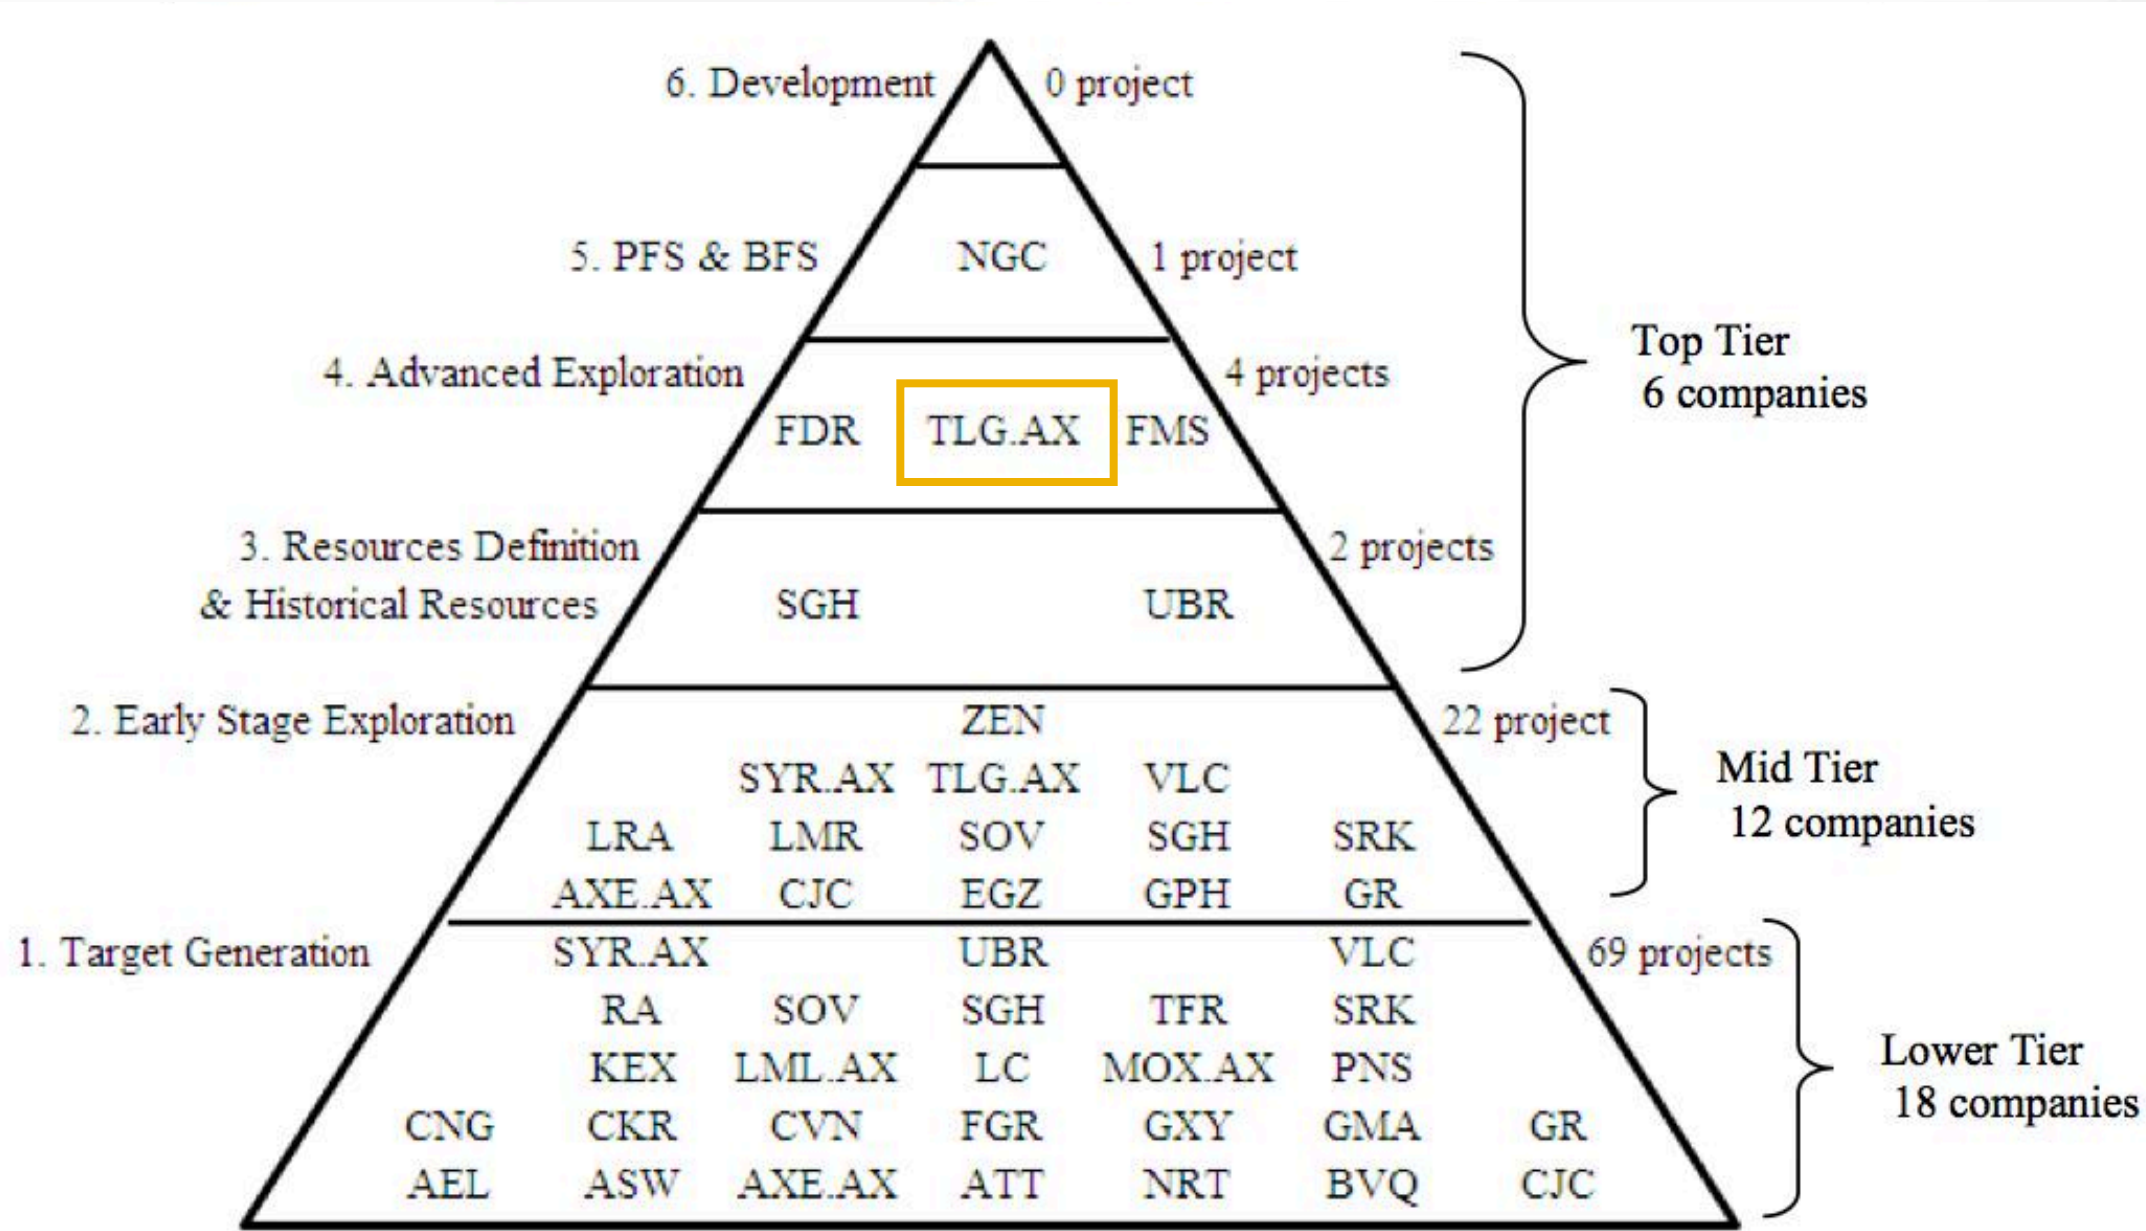 6. Development 0 project
5. PFS & BFS NGC 1 project
Top Tier
6 companies
4. Advanced Exploration 4 projects
FDR TLG.AX FMS
3. Resources Definition 2 projects
& Historical Resources SGH UBR
2. Early Stage Exploration ZEN 22 project
SYR.AX TLG.AX VLC
Mid Tier
12 companies
LRA LMR SOV SGH SRK
AXE.AX CJC EGZ GPH GR
1. Target Generation SYR.AX UBR VLC 69 projects
RA SOV SGH TFR SRK
Lower Tier
18 companies
KEX LML.AX LC MOX.AX PNS
CNG CKR CVN FGR GXY GMA GR
AEL ASW AXE.AX ATT NRT BVQ CJC